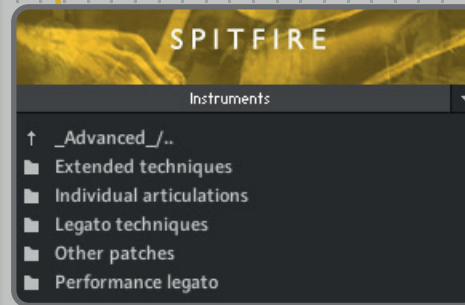 SPITFIRE
Instruments
↑ _Advanced_/..
Extended techniques
Individual articulations
Legato techniques
Other patches
Performance legato